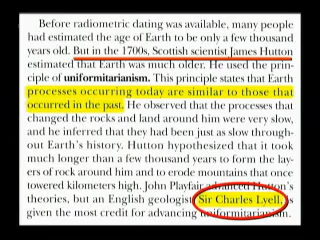 Before radiometric dating was available, many people
had estimated the age of Earth to be only a few thousand
years old. But in the 1700s, Scottish scientist James Hutton
estimated that Earth was much older. He used the prin-
ciple of uniformitarianism. This principle states that Earth
processes occurring today are similar to those that
occurred in the past. He observed that the processes that
changed the rocks and land around him were very slow,
and he inferred that they had been just as slow through-
out Earth's history. Hutton hypothesized that it took
much longer than a few thousand years to form the lay-
ers of rock around him and to erode mountains that once
towered kilometers high. John Playfair advanced Hutton's
theories, but an English geologist, Sir Charles Lyell, is
given the most credit for advancing uniformitarianism.